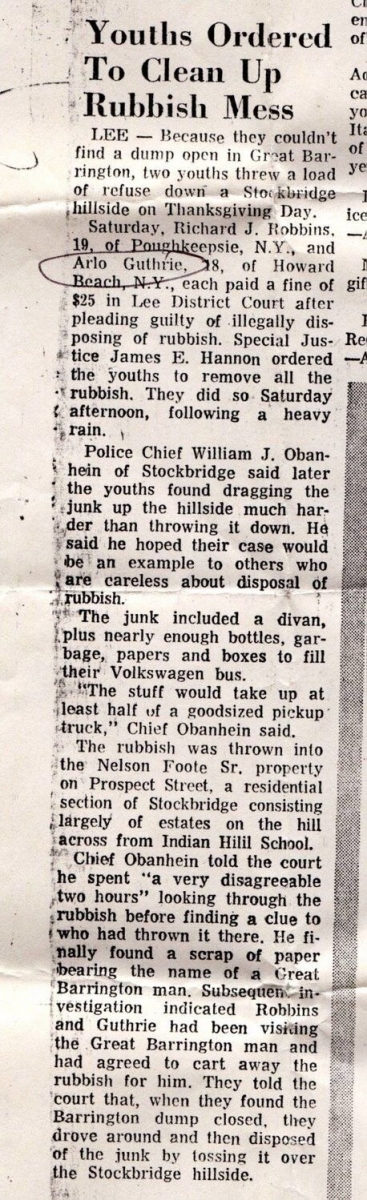 Youths Ordered
To Clean Up
Rubbish Mess
LEE — Because they couldn't
find a dump open in Great Bar-
rington, two youths threw a load
of refuse down a Stockbridge
hillside on Thanksgiving Day.
Saturday, Richard J. Robbins,
19, of Poughkeepsie, N.Y., and
Arlo Guthrie, 18, of Howard
Beach, N.Y., each paid a fine of
$25 in Lee District Court after
pleading guilty of illegally dis-
posing of rubbish. Special Jus-
tice James E. Hannon ordered
the youths to remove all the
rubbish. They did so Saturday
afternoon, following a heavy
rain.
Police Chief William J. Oban-
hein of Stockbridge said later
the youths found dragging the
junk up the hillside much har-
der than throwing it down. He
said he hoped their case would
be an example to others who
are careless about disposal of
rubbish.
The junk included a divan,
plus nearly enough bottles, gar-
bage, papers and boxes to fill
their Volkswagen bus.
"The stuff would take up at
least half of a goodsized pickup
truck," Chief Obanhein said.
The rubbish was thrown into
the Nelson Foote Sr. property
on Prospect Street, a residential
section of Stockbridge consisting
largely of estates on the hill
across from Indian Hilil School.
Chief Obanhein told the court
he spent "a very disagreeable
two hours" looking through the
rubbish before finding a clue to
who had thrown it there. He fi-
nally found a scrap of paper
bearing the name of a Great
Barrington man. Subsequent in-
vestigation indicated Robbins
and Guthrie had been visiting
the Great Barrington man and
had agreed to cart away the
rubbish for him. They told the
court that, when they found the
Barrington dump closed, they
drove around and then disposed
of the junk by tossing it over
the Stockbridge hillside.